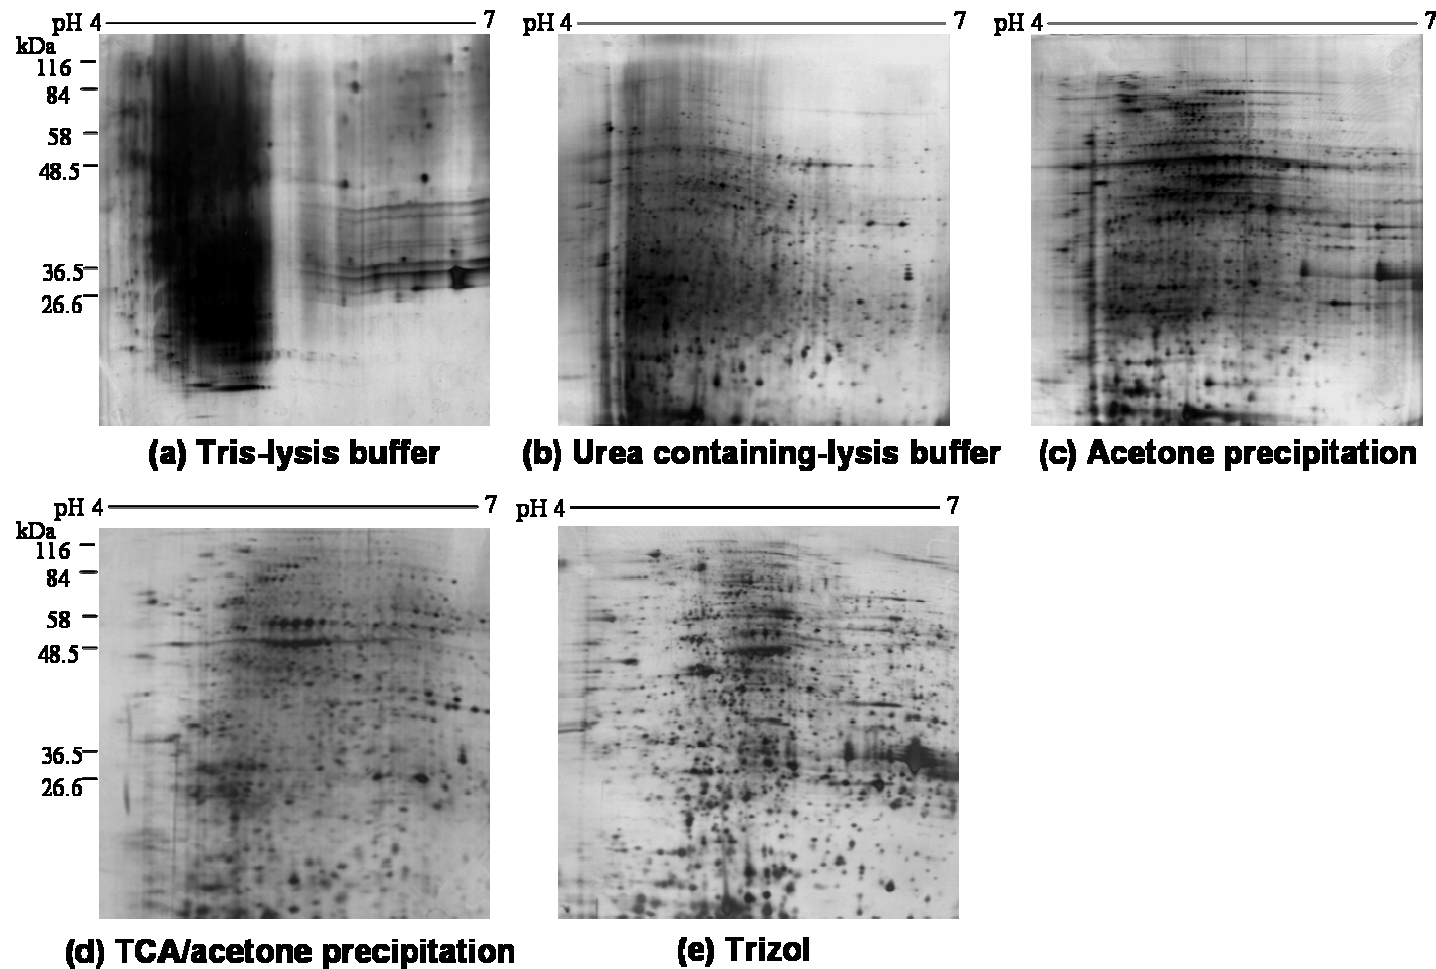 pH 4 7 pH 4 7 pH 4 7
kDa
116
84
58
48.5
36.5
26.6
(a) Tris-lysis buffer (b) Urea containing-lysis buffer (c) Acetone precipitation
pH 4 7 pH 4 7
kDa
116
84
58
48.5
36.5
26.6
(d) TCA/acetone precipitation (e) Trizol